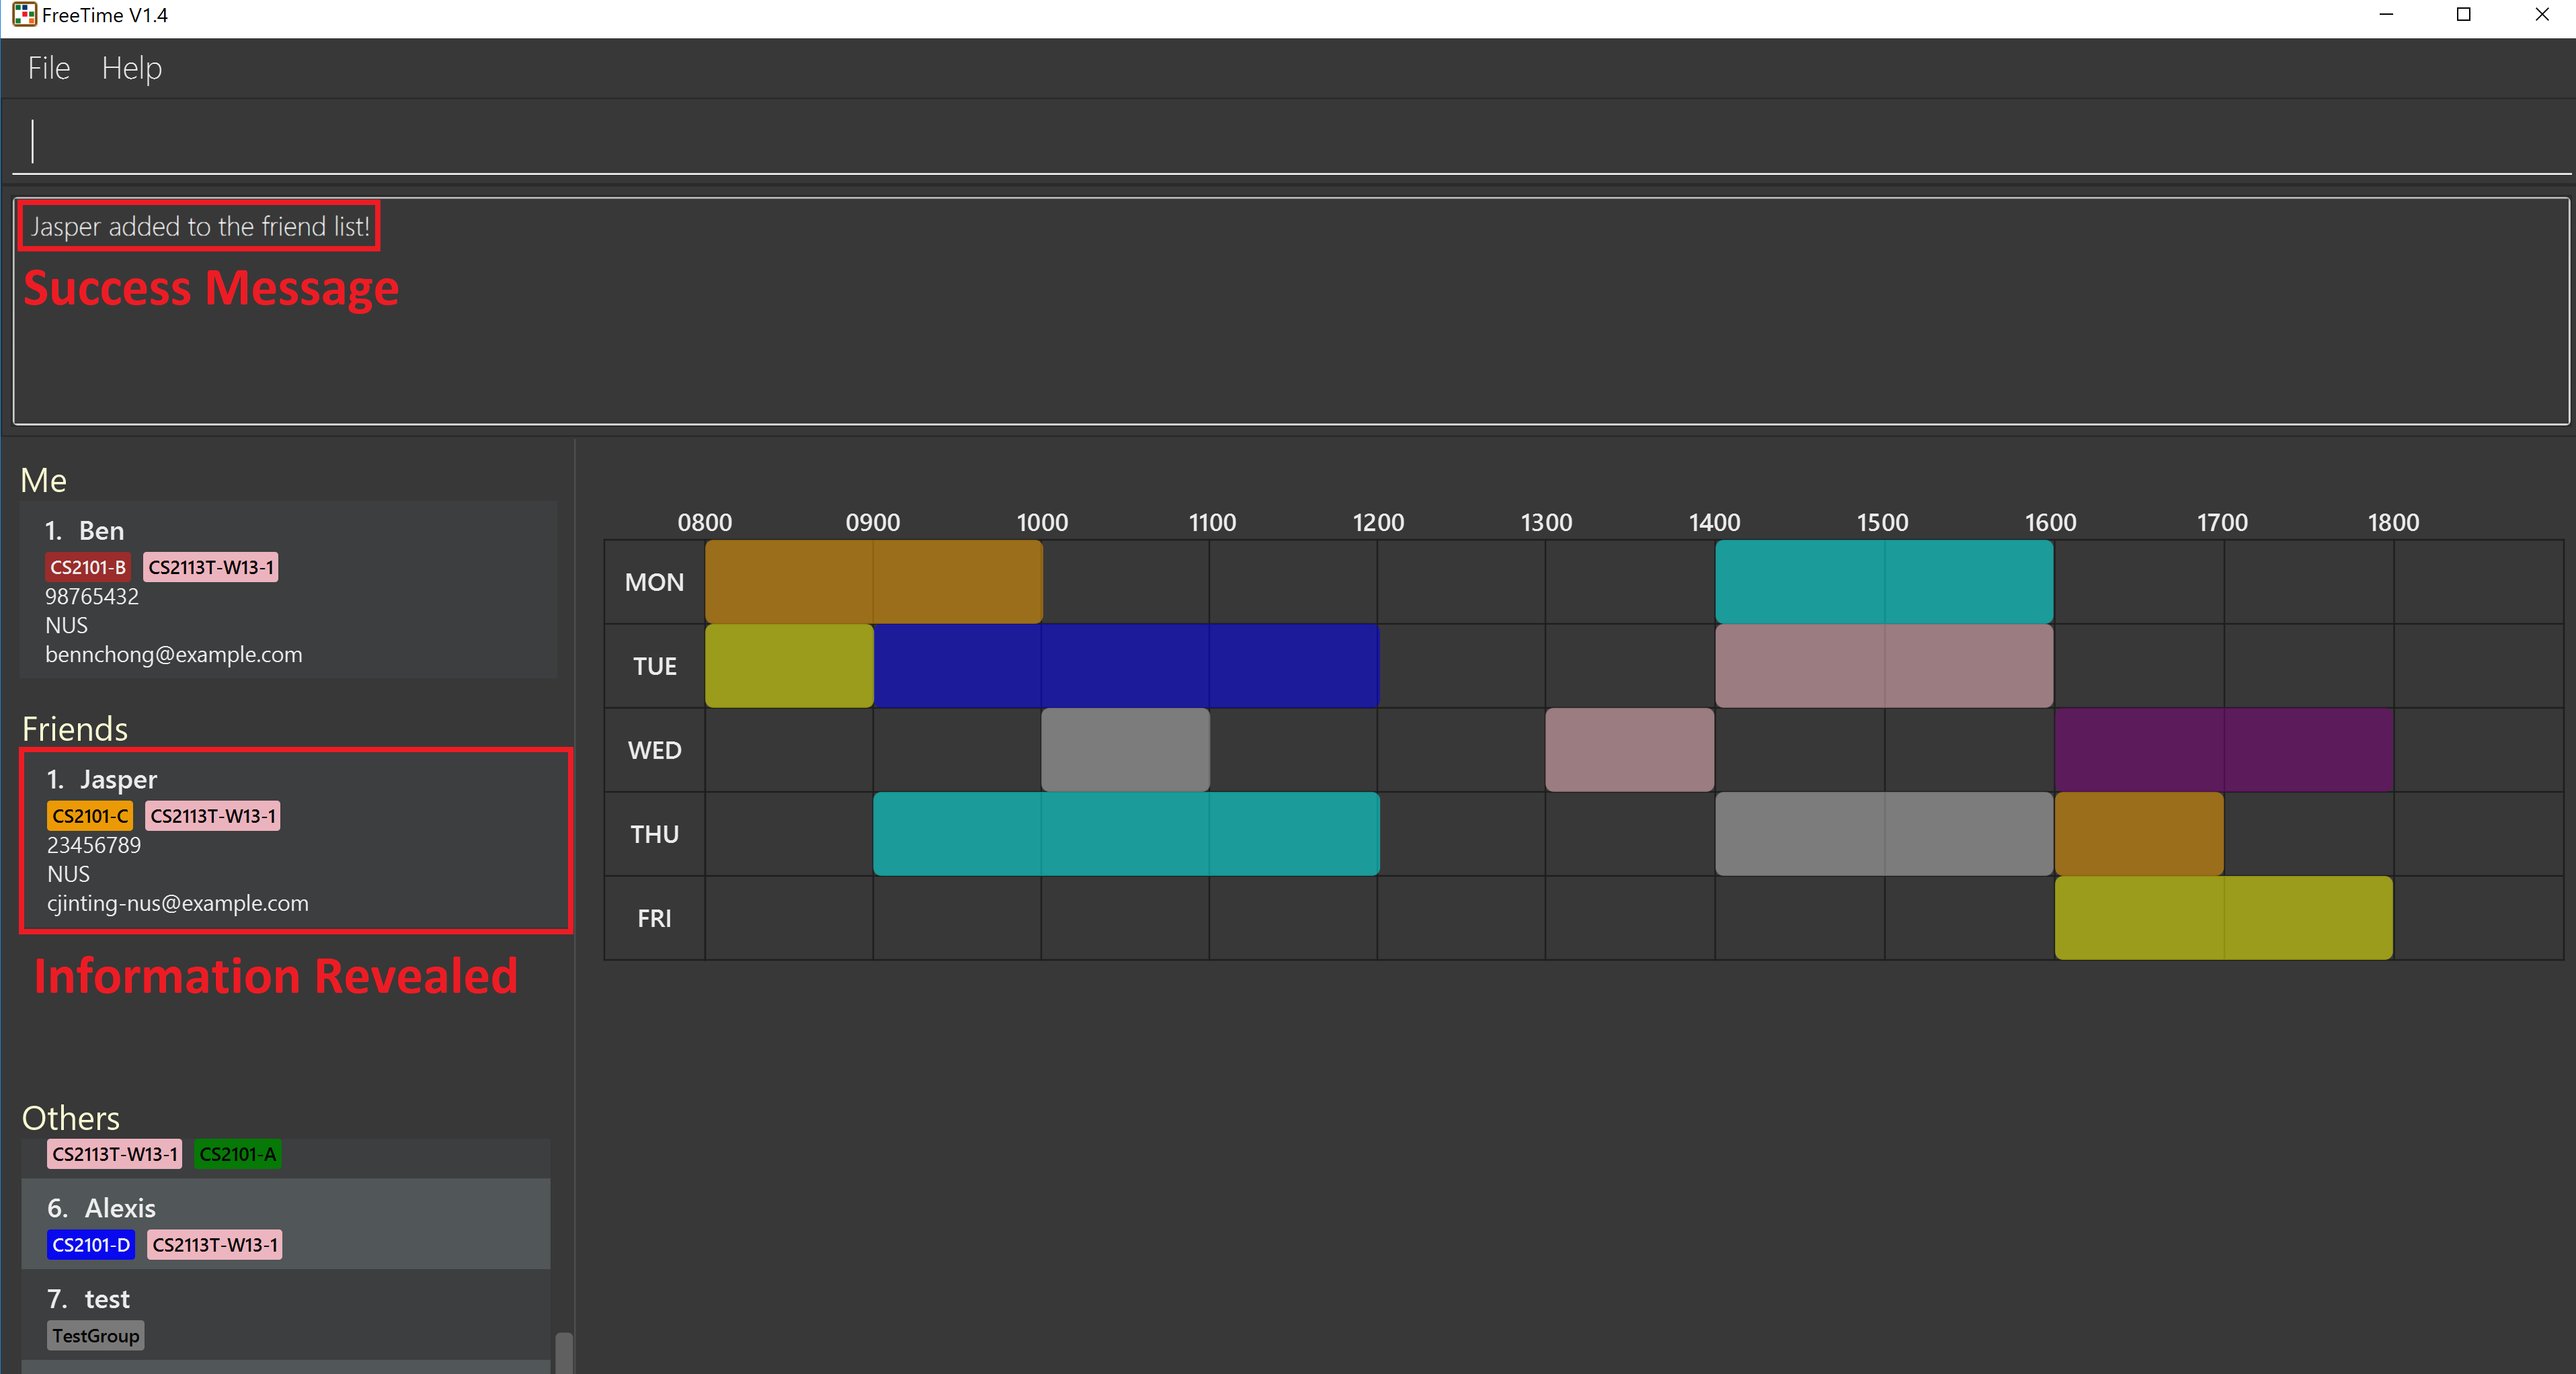 FreeTime V1.4
File Help
Jasper added to the friend list!
Success Message
Me
1. Ben
CS2101-B CS2113T-W13-1
98765432
NUS
bennchong@example.com
Friends
1. Jasper
CS2101-C CS2113T-W13-1
23456789
NUS
cjinting-nus@example.com
Information Revealed
Others
CS2113T-W13-1 CS2101-A
6. Alexis
CS2101-D CS2113T-W13-1
7. test
TestGroup
0800 0900 1000 1100 1200 1300 1400 1500 1600 1700 1800
MON
TUE
WED
THU
FRI